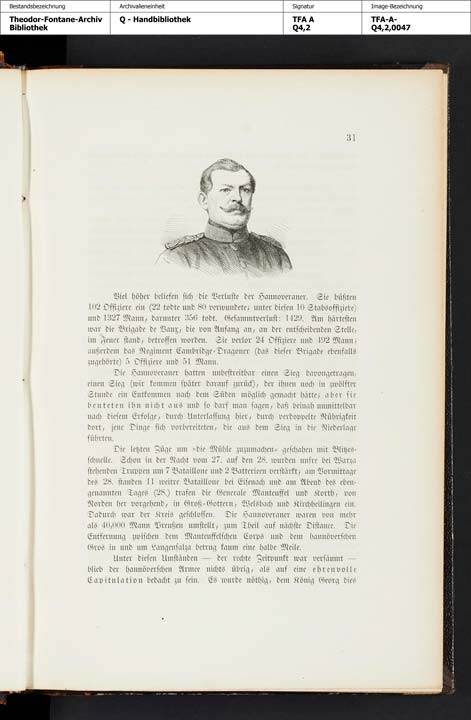 Bestandsbezeichnung
Archivalieneinheit
Signatur
Image-Bezeichnung
Theodor-Fontane-Archiv
Bibliothek
Q - Handbibliothek
TFA A
Q4,2
TFA-A-
Q4,2,0047
31
Viel höher beliefen sich die Verluste der Hannoveraner. Sie büßten
102 Offiziere ein (22 todte und 80 verwundete; unter diesen 10 Stabsoffiziere)
und 1327 Mann, darunter 356 todt. Gesammtverlust: 1429. Am härtesten
war die Brigade de Vaux, die von Anfang an, an der entscheidenden Stelle,
im Feuer stand, betroffen worden. Sie verlor 24 Offiziere und 492 Mann;
außerdem das Regiment Cambridge-Dragoner (das dieser Brigade ebenfalls
zugehörte) 5 Offiziere und 51 Mann.
Die Hannoveraner hatten unbestreitbar einen Sieg davongetragen,
einen Sieg (wir kommen später darauf zurück), der ihnen noch in zwölfter
Stunde ein Entkommen nach dem Süden möglich gemacht hätte; aber sie
beuteten ihn nicht aus und so darf man sagen, daß beinah unmittelbar
nach diesem Erfolge, durch Unterlassung hier, durch verdoppelte Rührigkeit
dort, jene Dinge sich vorbereiteten, die aus dem Sieg in die Niederlage
führten.
Die letzten Züge um »die Mühle zuzumachen« geschahen mit Blitzes-
schnelle. Schon in der Nacht vom 27. auf den 28. wurden unsre bei Warza
stehenden Truppen um 7 Bataillone und 2 Batterieen verstärkt; am Vormittage
des 28. standen 11 weitre Bataillone bei Eisenach und am Abend des eben-
genannten Tages (28.) trafen die Generale Manteuffel und Korth, von
Norden her vorgehend, in Groß-Gottern, Welsbach und Kirchheilingen ein.
Dadurch war der Kreis geschlossen. Die Hannoveraner waren von mehr
als 40,000 Mann Preußen umstellt, zum Theil auf nächste Distance. Die
Entfernung zwischen dem Manteuffelschen Corps und dem hannöverschen
Gros in und um Langensalza betrug kaum eine halbe Meile.
Unter diesen Umständen — der rechte Zeitpunkt war versäumt —
blieb der hannöverschen Armee nichts übrig, als auf eine ehrenvolle
Capitulation bedacht zu sein. Es wurde nöthig, dem König Georg dies